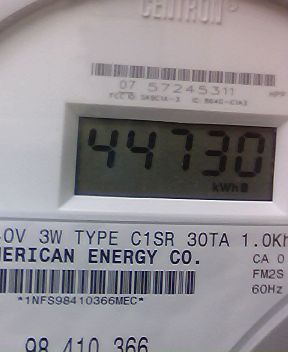 CENTRON®
07 57245311
44730
kWh
40V 3W TYPE C1SR 30TA 1.0Kh
MERICAN ENERGY CO.
CA 0
FM2S
60Hz
*1NFS98410366MEC*
98 410 366